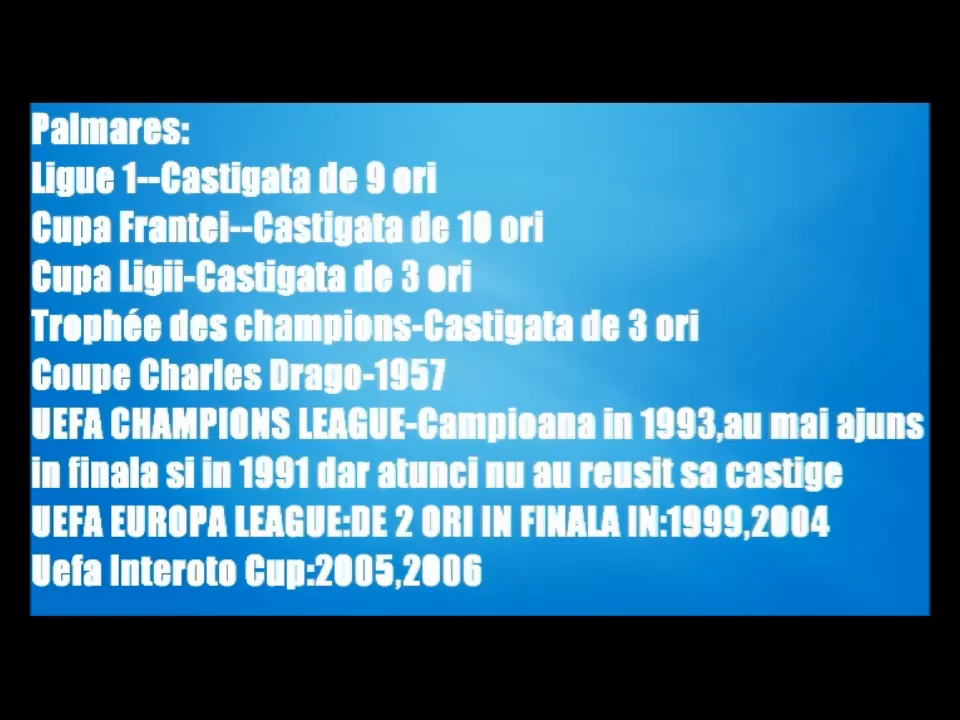 Palmares:
Ligue 1--Castigata de 9 ori
Cupa Frantei--Castigata de 10 ori
Cupa Ligii-Castigata de 3 ori
Trophée des champions-Castigata de 3 ori
Coupe Charles Drago-1957
UEFA CHAMPIONS LEAGUE-Campioana in 1993,au mai ajuns
in finala si in 1991 dar atunci nu au reusit sa castige
UEFA EUROPA LEAGUE:DE 2 ORI IN FINALA IN:1999,2004
Uefa Interoto Cup:2005,2006